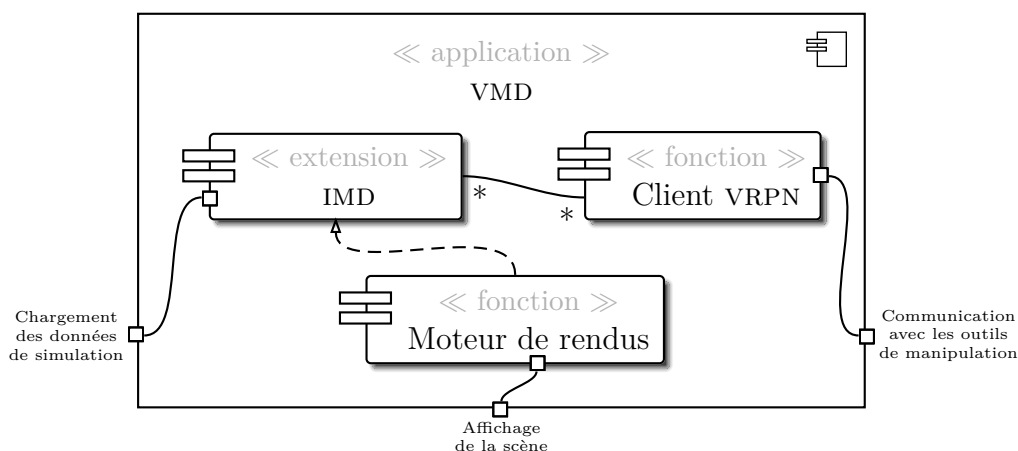 ≪ application ≫
VMD
≪ extension ≫
IMD
*
≪ fonction ≫
Client VRPN
*
≪ fonction ≫
Moteur de rendus
Chargement
des données
de simulation
Communication
avec les outils
de manipulation
Affichage
de la scène